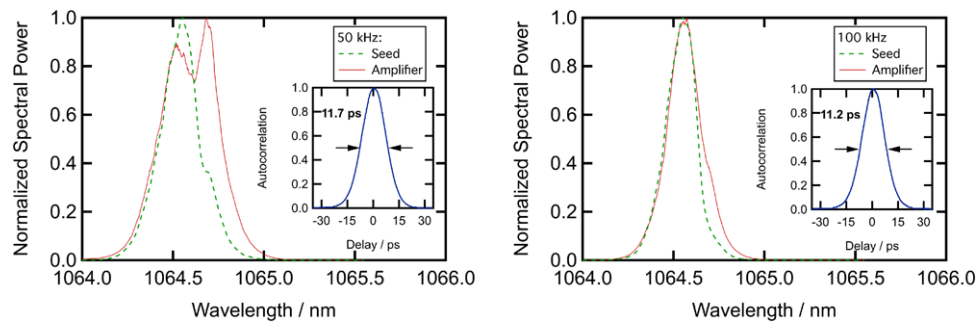 Normalized Spectral Power
1.0
0.8
0.6
0.4
0.2
0.0
1064.0
1064.5
1065.0
1065.5
1066.0
Wavelength / nm
50 kHz:
Seed
Amplifier
Autocorrelation
1.0
0.8
0.6
0.4
0.2
0.0
11.7 ps
-30
-15
0
15
30
Delay / ps
Normalized Spectral Power
1.0
0.8
0.6
0.4
0.2
0.0
1064.0
1064.5
1065.0
1065.5
1066.0
Wavelength / nm
100 kHz
Seed
Amplifier
Autocorrelation
1.0
0.8
0.6
0.4
0.2
0.0
11.2 ps
-30
-15
0
15
30
Delay / ps